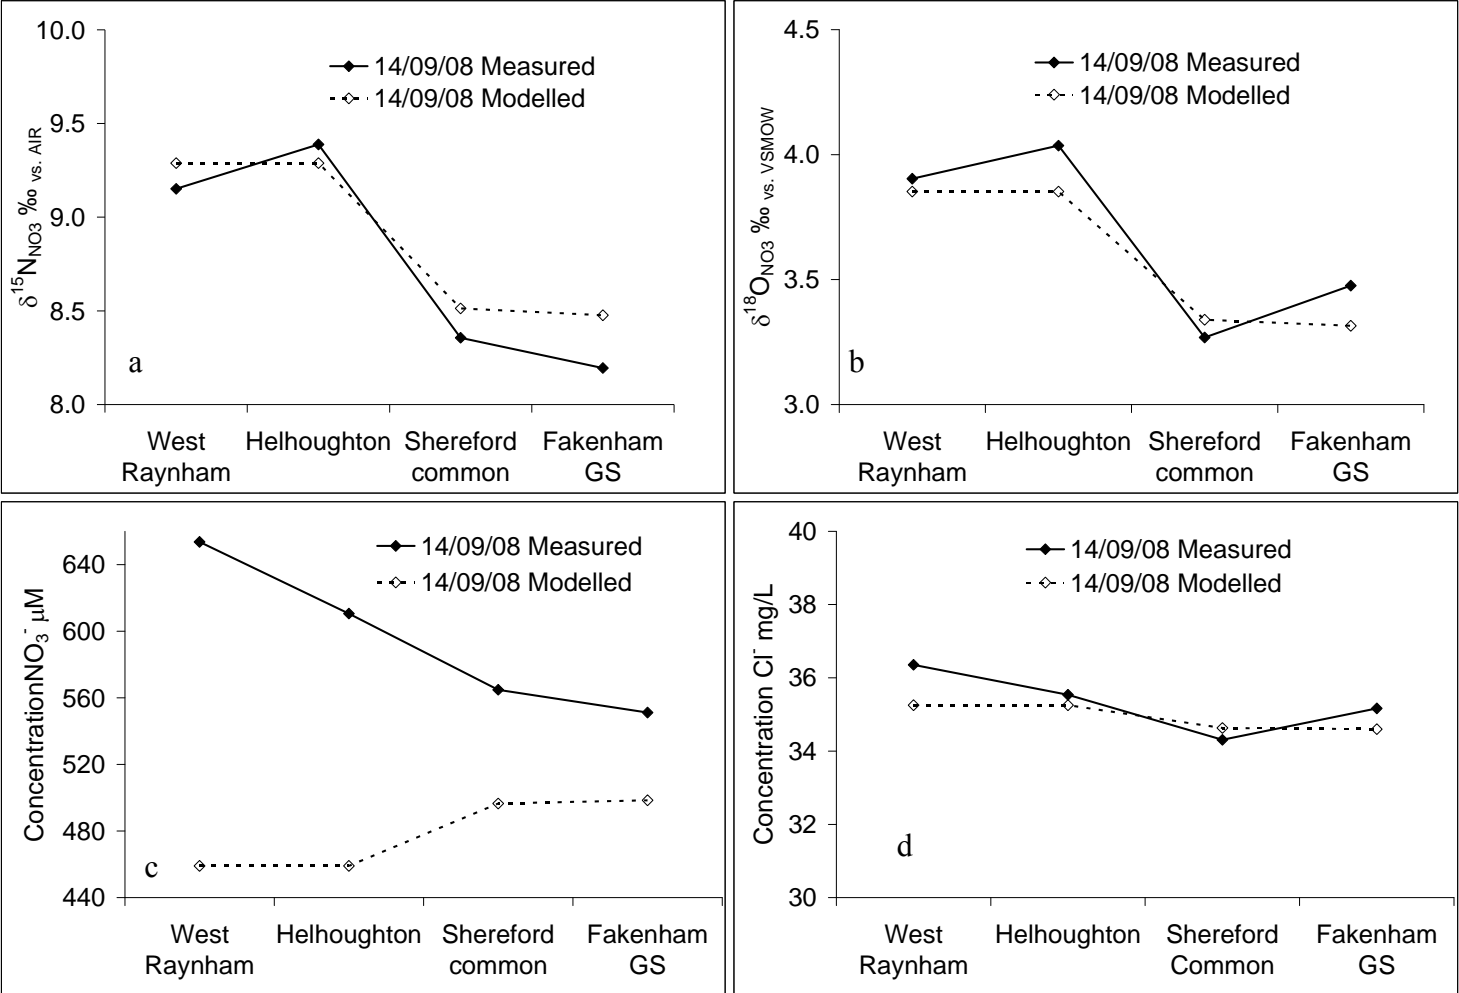 10.0
9.5
9.0
8.5
8.0
δ15NNO3 ‰ vs. AIR
14/09/08 Measured
14/09/08 Modelled
a
West Raynham
Helhoughton
Shereford common
Fakenham GS
4.5
4.0
3.5
3.0
δ18ONO3 ‰ vs. VSMOW
14/09/08 Measured
14/09/08 Modelled
b
West Raynham
Helhoughton
Shereford common
Fakenham GS
640
600
560
520
480
440
ConcentrationNO3- μM
14/09/08 Measured
14/09/08 Modelled
c
West Raynham
Helhoughton
Shereford common
Fakenham GS
40
38
36
34
32
30
Concentration Cl- mg/L
14/09/08 Measured
14/09/08 Modelled
d
West Raynham
Helhoughton
Shereford Common
Fakenham GS